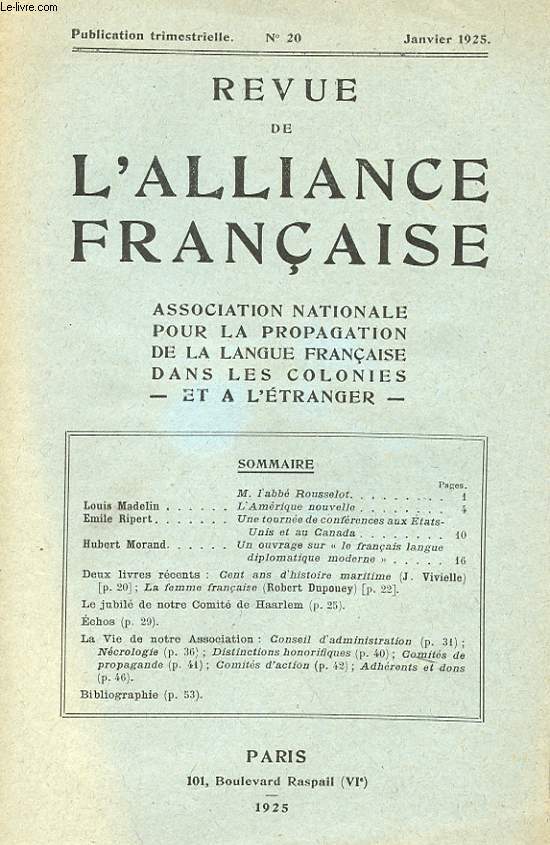 Le-livre.com
Publication trimestrielle. N° 20 Janvier 1925.
REVUE
DE
L'ALLIANCE
FRANÇAISE
ASSOCIATION NATIONALE
POUR LA PROPAGATION
DE LA LANGUE FRANÇAISE
DANS LES COLONIES
— ET A L'ÉTRANGER —
SOMMAIRE
Pages.
M. l'abbé Rousselot. . . . . . . . 1
Louis Madelin . . . . . . L'Amérique nouvelle . . . . . . . . 4
Emile Ripert. . . . . . . Une tournée de conférences aux Etats-
Unis et au Canada . . . . . . . . 10
Hubert Morand. . . . . . Un ouvrage sur « le français langue
diplomatique moderne » . . . . . 16
Deux livres récents : Cent ans d'histoire maritime (J. Vivielle)
[p. 20] ; La femme française (Robert Dupouey) [p. 22].
Le jubilé de notre Comité de Haarlem (p. 25).
Échos (p. 29).
La Vie de notre Association : Conseil d'administration (p. 31) ;
Nécrologie (p. 36) ; Distinctions honorifiques (p. 40) ; Comités de
propagande (p. 41) ; Comités d'action (p. 42) ; Adhérents et dons
(p. 46).
Bibliographie (p. 53).
PARIS
101, Boulevard Raspail (VIe)
1925